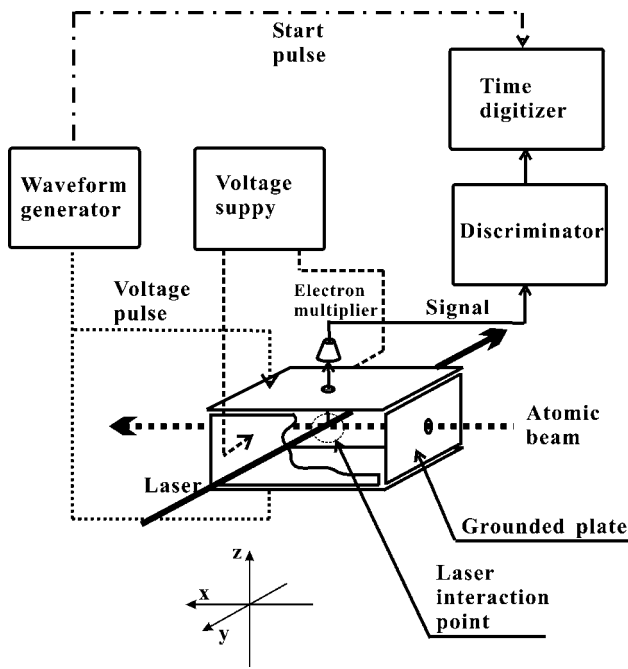 Start
pulse
Time
digitizer
Waveform
generator
Voltage
suppy
Discriminator
Voltage
pulse
Electron
multiplier
Signal
Atomic
beam
Laser
Grounded plate
Laser
interaction
point
z
x
y